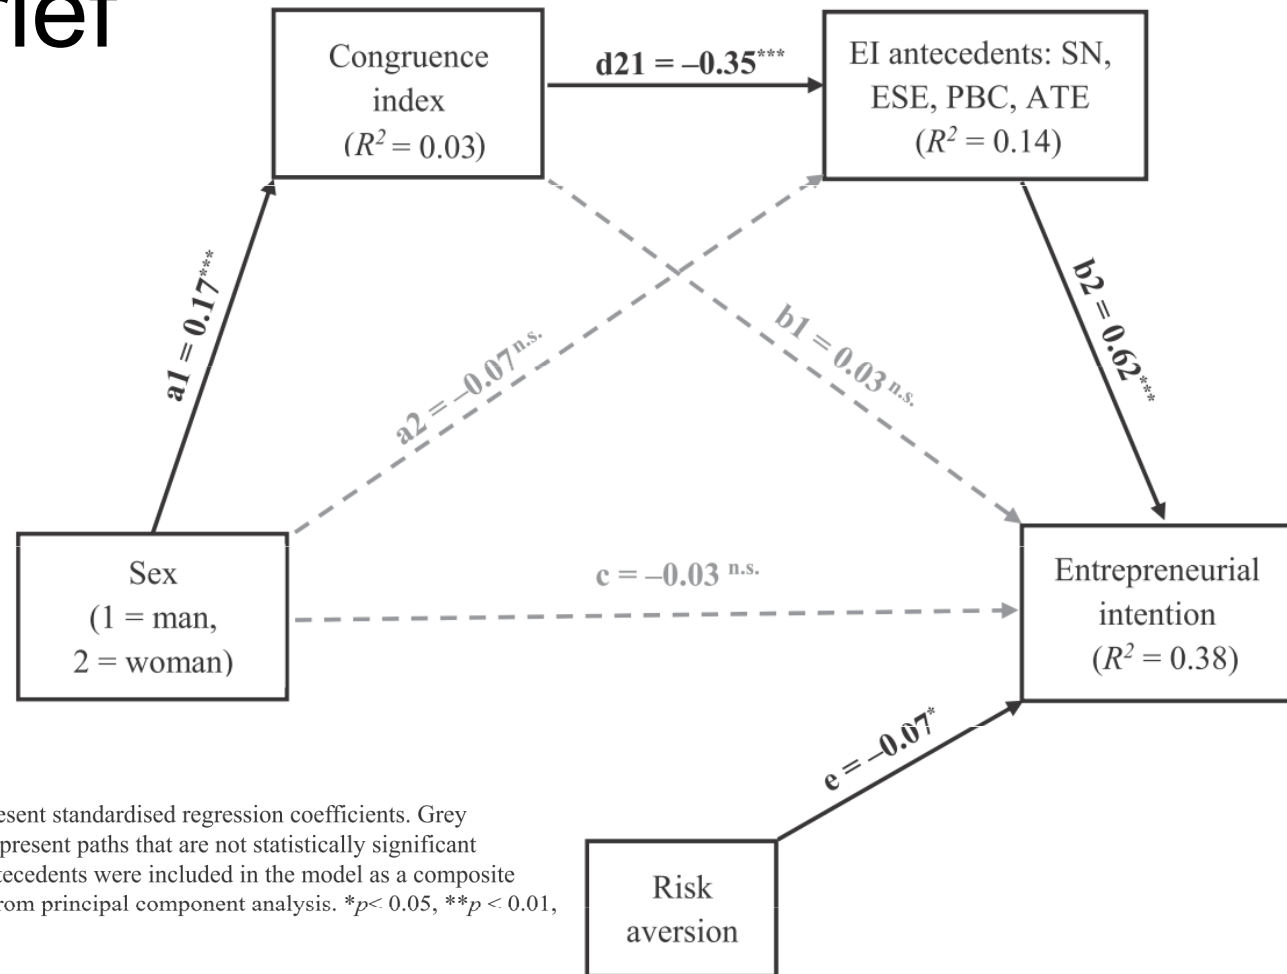 rief
Congruence
index
(R² = 0.03)
d21 = –0.35***
EI antecedents: SN,
ESE, PBC, ATE
(R² = 0.14)
a1 = 0.17***
a2 = –0.07 n.s.
b1 = 0.03 n.s.
b2 = 0.62***
Sex
(1 = man,
2 = woman)
c = –0.03 n.s.
Entrepreneurial
intention
(R² = 0.38)
e = –0.07*
Risk
aversion
esent standardised regression coefficients. Grey
present paths that are not statistically significant
tecedents were included in the model as a composite
rom principal component analysis. *p< 0.05, **p < 0.01,